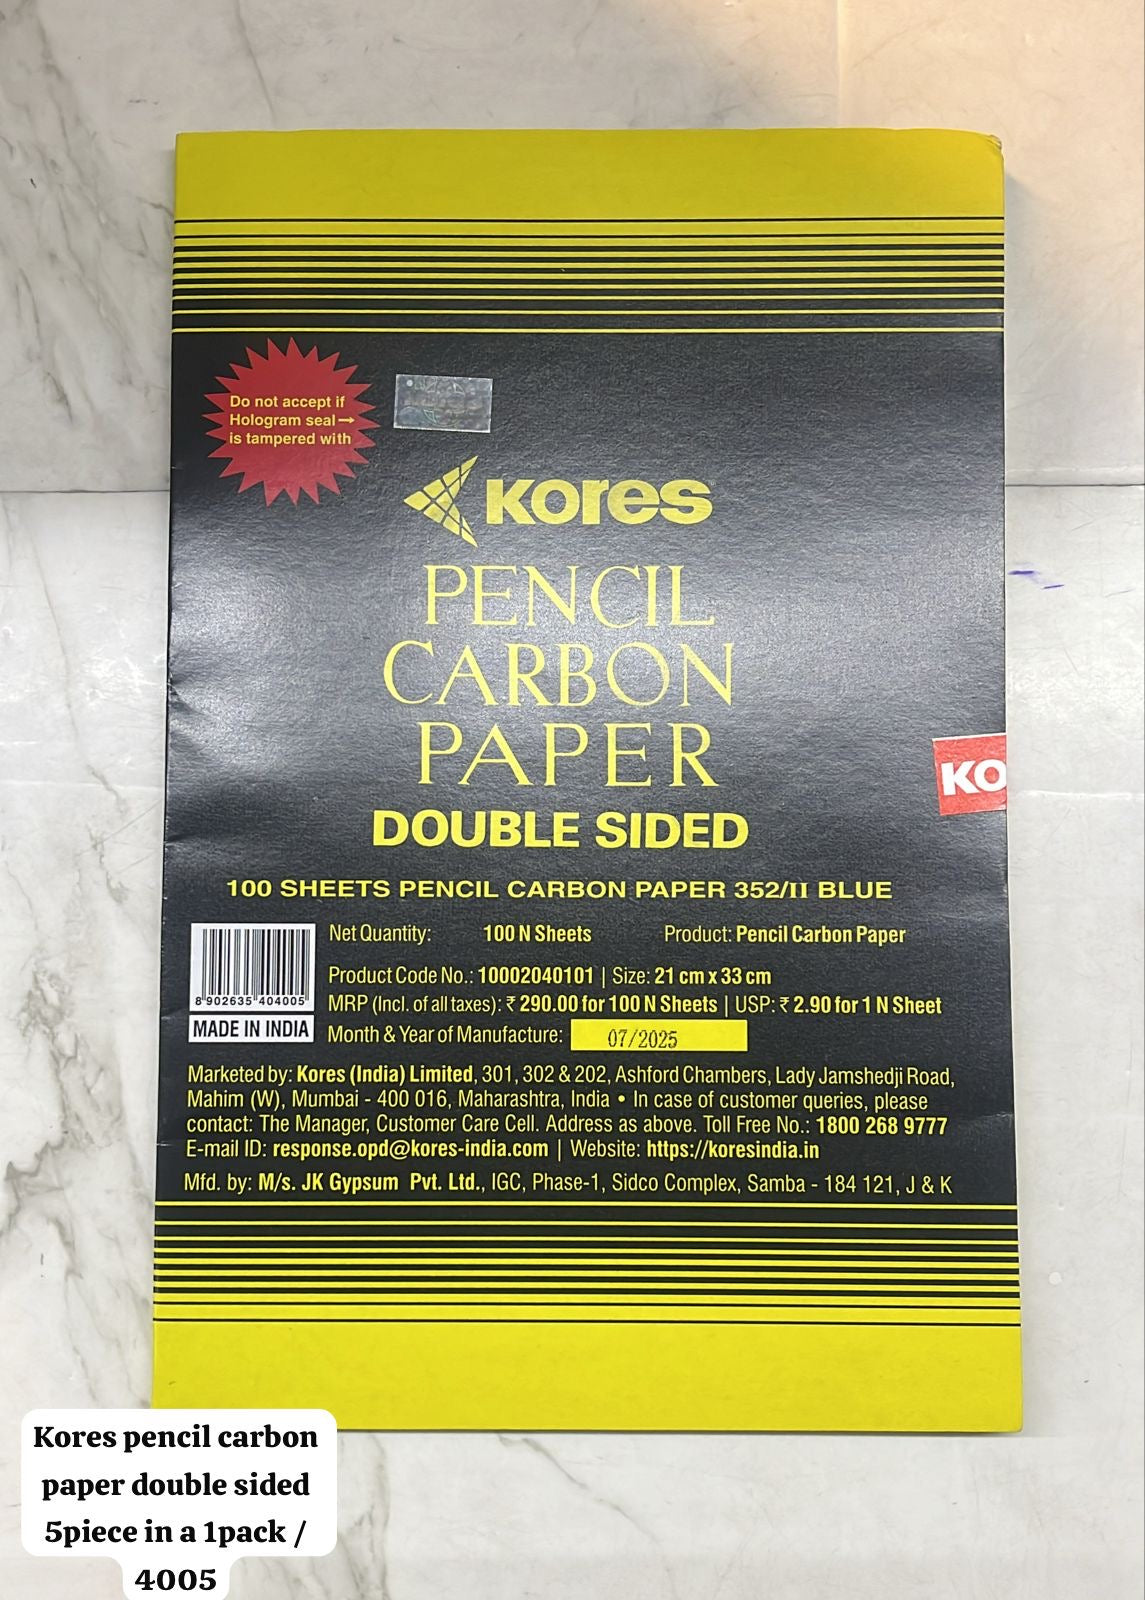 Do not accept if
Hologram seal →
is tampered with
Kores
PENCIL
CARBON
PAPER
KO
DOUBLE SIDED
100 SHEETS PENCIL CARBON PAPER 352/II BLUE
Net Quantity: 100 N Sheets Product: Pencil Carbon Paper
Product Code No.: 10002040101 | Size: 21 cm x 33 cm
8 902635 404005
MRP (Incl. of all taxes): ₹ 290.00 for 100 N Sheets | USP: ₹ 2.90 for 1 N Sheet
MADE IN INDIA
Month & Year of Manufacture: 07/2025
Marketed by: Kores (India) Limited, 301, 302 & 202, Ashford Chambers, Lady Jamshedji Road,
Mahim (W), Mumbai - 400 016, Maharashtra, India • In case of customer queries, please
contact: The Manager, Customer Care Cell. Address as above. Toll Free No.: 1800 268 9777
E-mail ID: response.opd@kores-india.com | Website: https://koresindia.in
Mfd. by: M/s. JK Gypsum Pvt. Ltd., IGC, Phase-1, Sidco Complex, Samba - 184 121, J & K
Kores pencil carbon
paper double sided
5piece in a 1pack /
4005